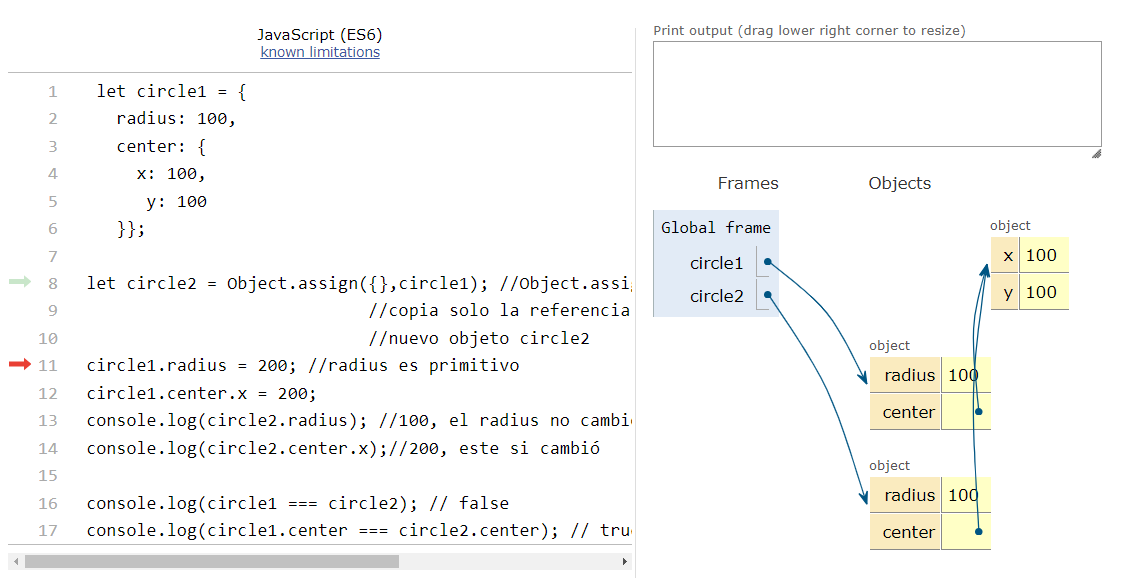 JavaScript (ES6)
known limitations
1 let circle1 = {
2 radius: 100,
3 center: {
4 x: 100,
5 y: 100
6 }};
7
8 let circle2 = Object.assign({},circle1); //Object.assi
9 //copia solo la referencia
10 //nuevo objeto circle2
11 circle1.radius = 200; //radius es primitivo
12 circle1.center.x = 200;
13 console.log(circle2.radius); //100, el radius no cambi
14 console.log(circle2.center.x);//200, este si cambió
15
16 console.log(circle1 === circle2); // false
17 console.log(circle1.center === circle2.center); // tru
Print output (drag lower right corner to resize)
Frames Objects
Global frame
circle1
circle2
object
x 100
y 100
object
radius 100
center
object
radius 100
center